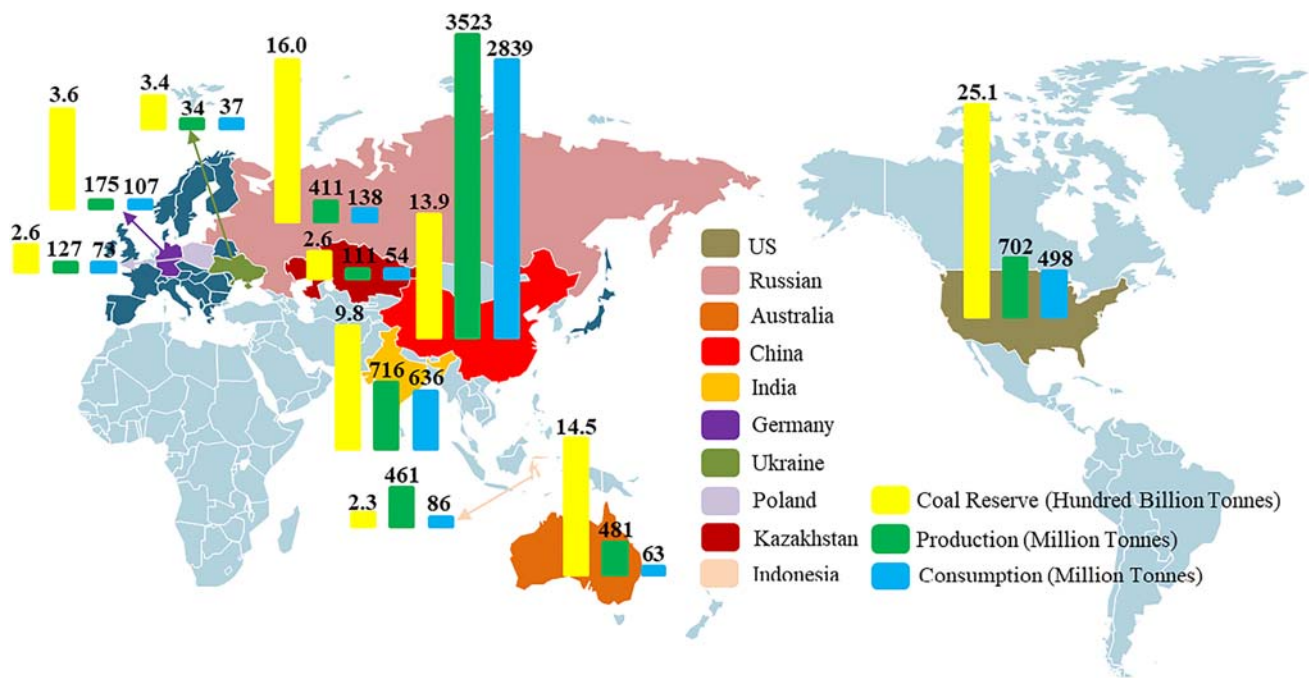 3523
16.0
2839
3.4
34
37
3.6
25.1
175
107
411
138
13.9
2.6
127
73
2.6
111
54
702
498
9.8
716
636
14.5
461
2.3
86
481
63
US
Russian
Australia
China
India
Germany
Ukraine
Poland
Kazakhstan
Indonesia
Coal Reserve (Hundred Billion Tonnes)
Production (Million Tonnes)
Consumption (Million Tonnes)